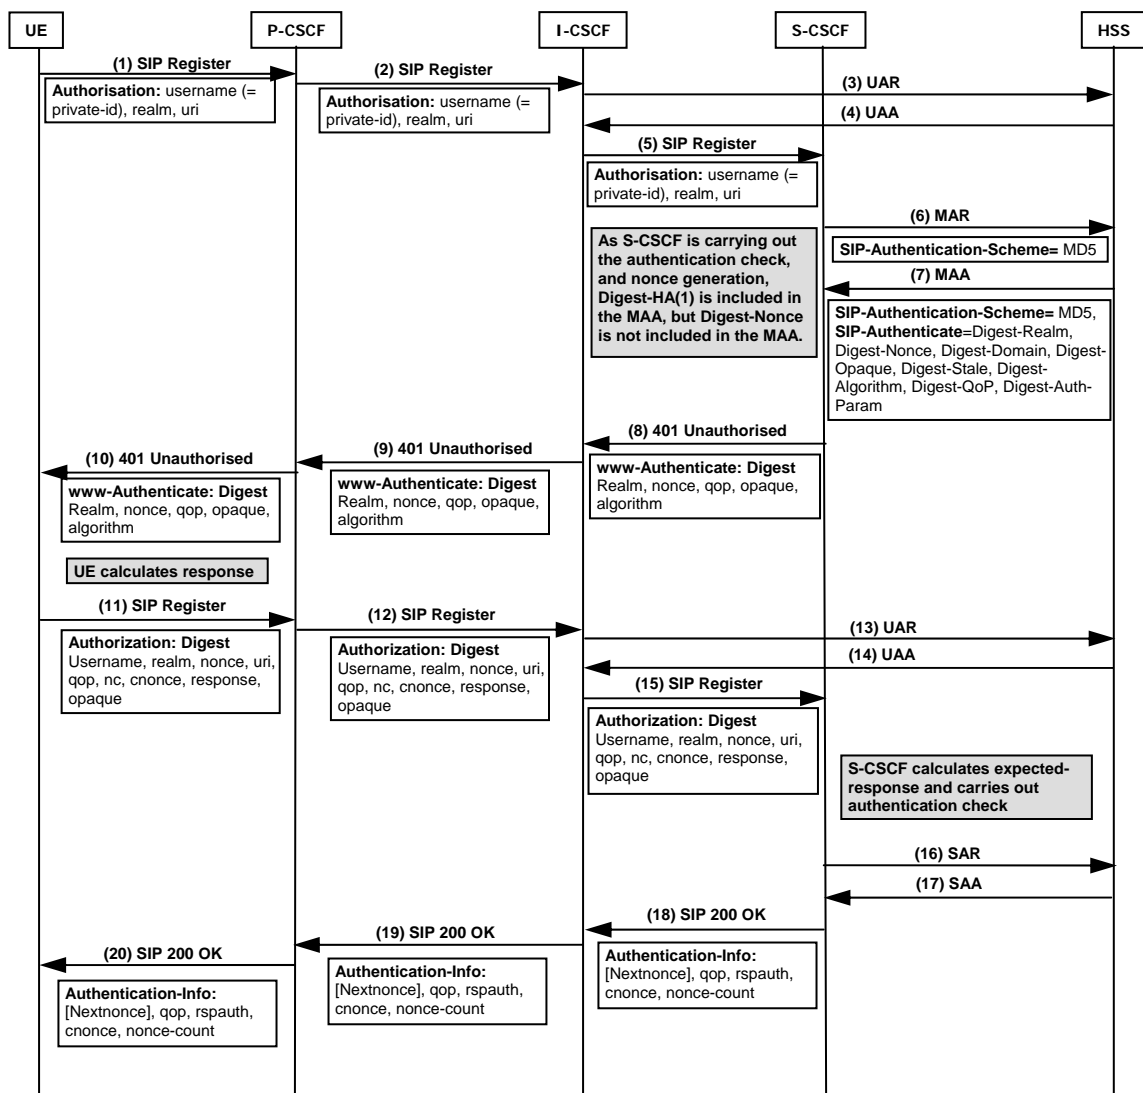 UE
P-CSCF
I-CSCF
S-CSCF
HSS
(1) SIP Register
Authorisation: username (=
private-id), realm, uri
(2) SIP Register
Authorisation: username (=
private-id), realm, uri
(3) UAR
(4) UAA
(5) SIP Register
Authorisation: username (=
private-id), realm, uri
(6) MAR
SIP-Authentication-Scheme= MD5
As S-CSCF is carrying out
the authentication check,
and nonce generation,
Digest-HA(1) is included in
the MAA, but Digest-Nonce
is not included in the MAA.
(7) MAA
SIP-Authentication-Scheme= MD5,
SIP-Authenticate=Digest-Realm,
Digest-Nonce, Digest-Domain, Digest-
Opaque, Digest-Stale, Digest-
Algorithm, Digest-QoP, Digest-Auth-
Param
(8) 401 Unauthorised
www-Authenticate: Digest
Realm, nonce, qop, opaque,
algorithm
(9) 401 Unauthorised
www-Authenticate: Digest
Realm, nonce, qop, opaque,
algorithm
(10) 401 Unauthorised
www-Authenticate: Digest
Realm, nonce, qop, opaque,
algorithm
UE calculates response
(11) SIP Register
Authorization: Digest
Username, realm, nonce, uri,
qop, nc, cnonce, response,
opaque
(12) SIP Register
Authorization: Digest
Username, realm, nonce, uri,
qop, nc, cnonce, response,
opaque
(13) UAR
(14) UAA
(15) SIP Register
Authorization: Digest
Username, realm, nonce, uri,
qop, nc, cnonce, response,
opaque
S-CSCF calculates expected-
response and carries out
authentication check
(16) SAR
(17) SAA
(18) SIP 200 OK
Authentication-Info:
[Nextnonce], qop, rspauth,
cnonce, nonce-count
(19) SIP 200 OK
Authentication-Info:
[Nextnonce], qop, rspauth,
cnonce, nonce-count
(20) SIP 200 OK
Authentication-Info:
[Nextnonce], qop, rspauth,
cnonce, nonce-count